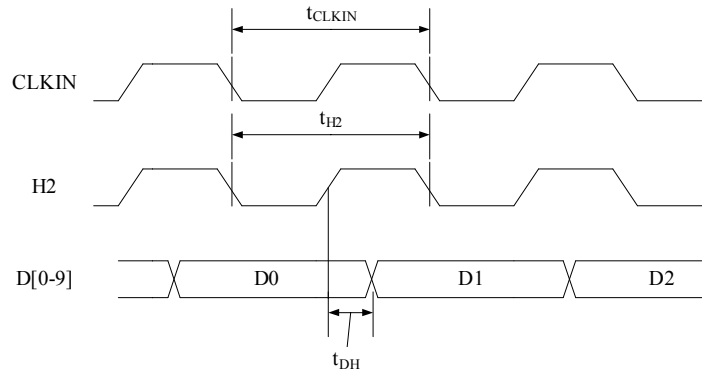 tCLKIN
CLKIN
tH2
H2
D[0-9] D0 D1 D2
tDH